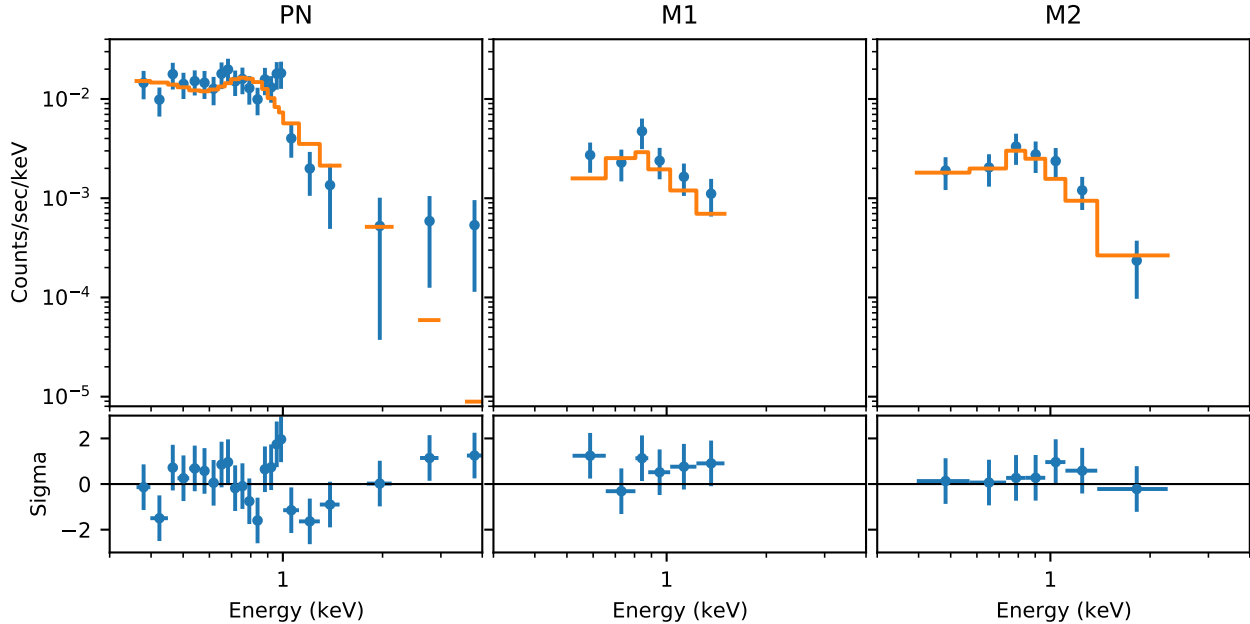 PN M1 M2
Counts/sec/keV
10⁻²
10⁻³
10⁻⁴
10⁻⁵
Sigma
2
0
−2
1 1 1
Energy (keV) Energy (keV) Energy (keV)